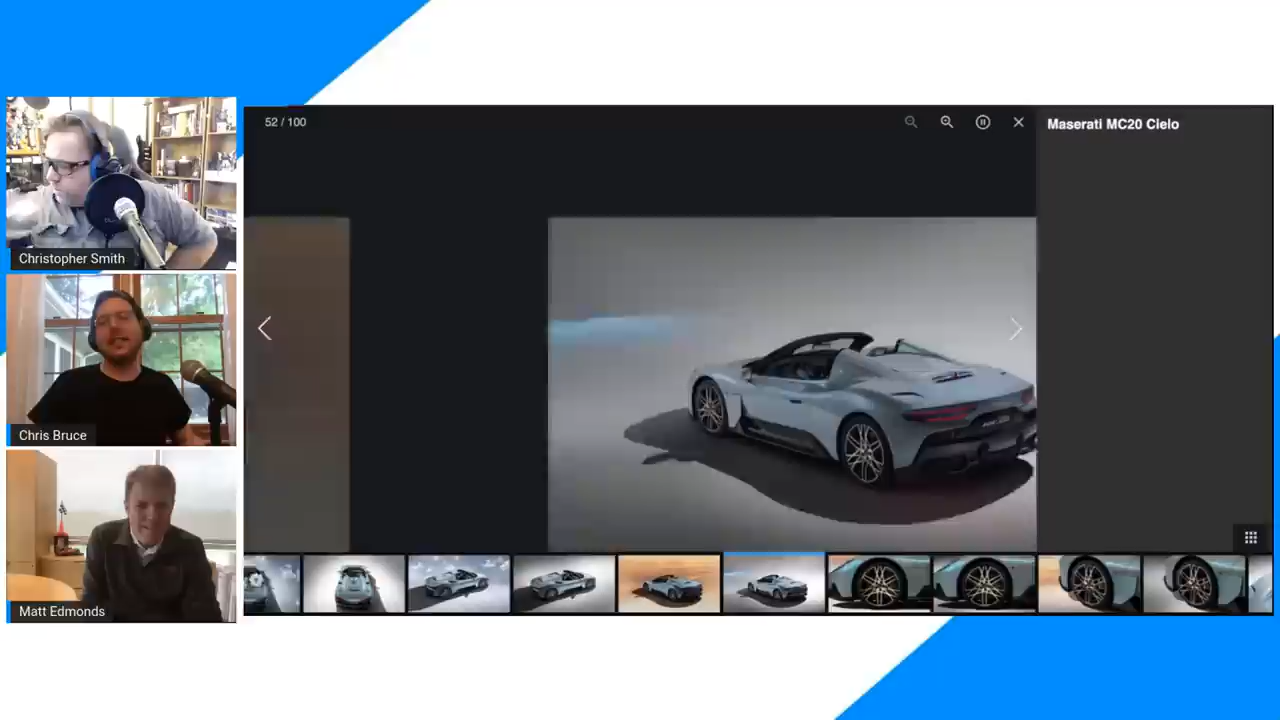 52 / 100
Maserati MC20 Cielo
Christopher Smith
Chris Bruce
Matt Edmonds